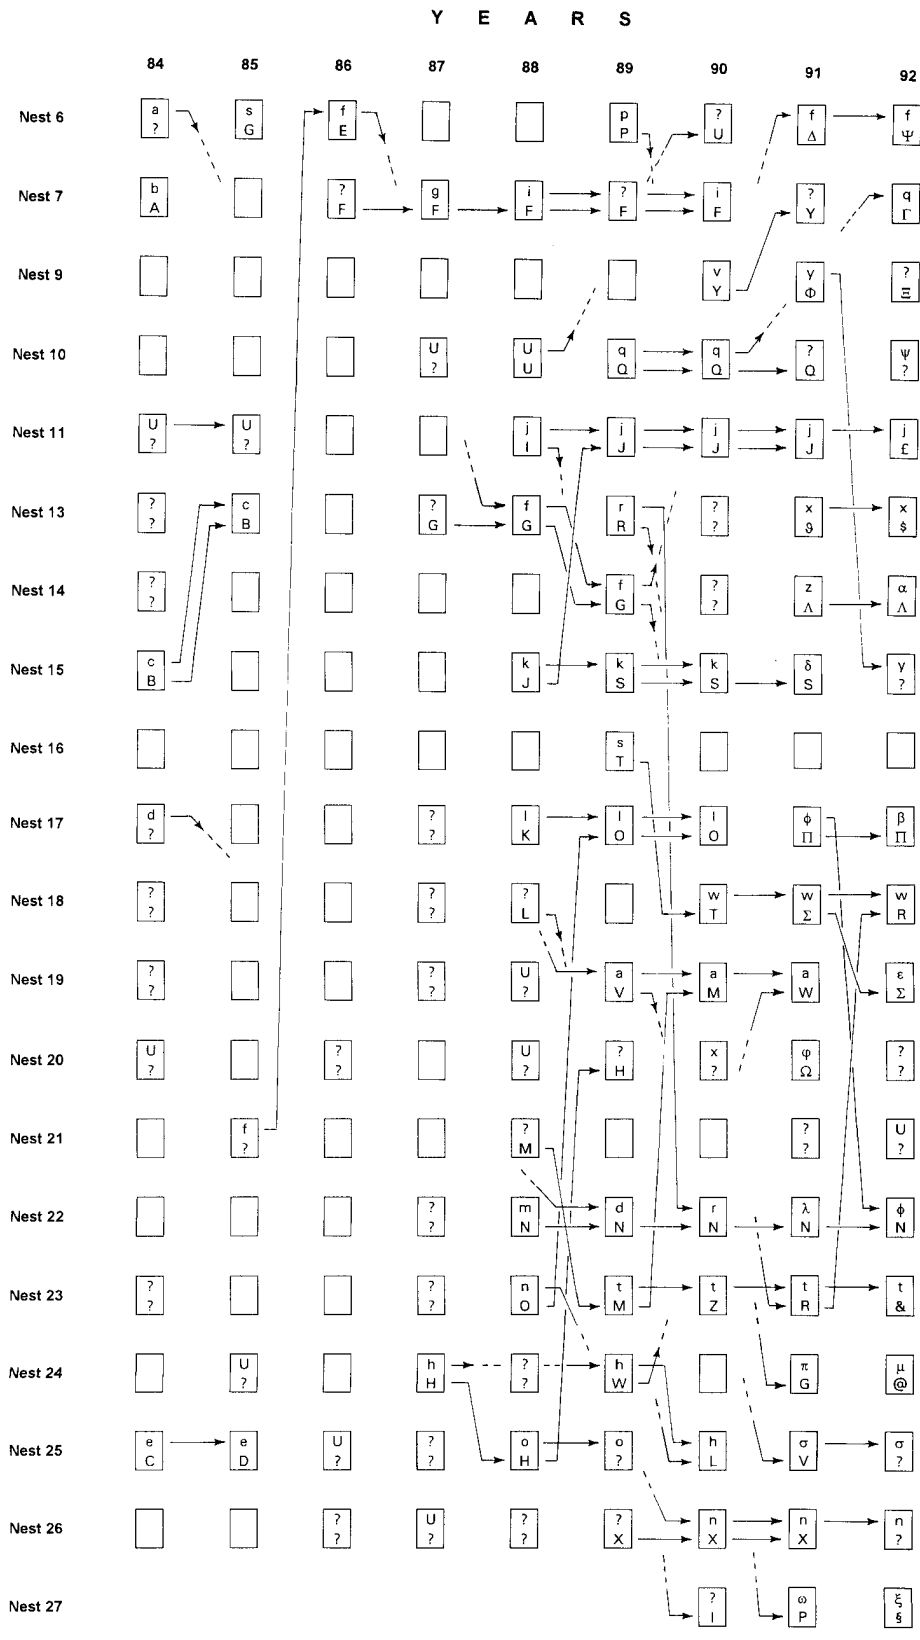 Y E A R S
84 85 86 87 88 89 90 91 92
Nest 6 a s f p ? f f
? G E P U Δ Ψ
Nest 7 b ? g i ? i ? q
A F F F F F Y Γ
Nest 9 v y ?
Y Φ Ξ
Nest 10 U U q q ? ψ
? U Q Q Q ?
Nest 11 U U j j j j j
? ? I J J J £
Nest 13 ? c ? f r ? x x
? B G G R ? ϑ $
Nest 14 ? f ? z α
? G ? Λ Λ
Nest 15 c k k k δ y
B J S S S ?
Nest 16 s
T
Nest 17 d ? l l l ϕ β
? ? K O O Π Π
Nest 18 ? ? ? w w w
? ? L T Σ R
Nest 19 ? ? U a a a ε
? ? ? V M W Σ
Nest 20 U ? U ? x φ ?
? ? ? H ? Ω ?
Nest 21 f ? ? U
? M ? ?
Nest 22 ? m d r λ ϕ
? N N N N N
Nest 23 ? ? n t t t t
? ? O M Z R &
Nest 24 U h ? h π μ
? H ? W G @
Nest 25 e e U ? o o h σ σ
C D ? ? H ? L V ?
Nest 26 ? U ? ? n n n
? ? ? X X X ?
Nest 27 ? ω ξ
I P §